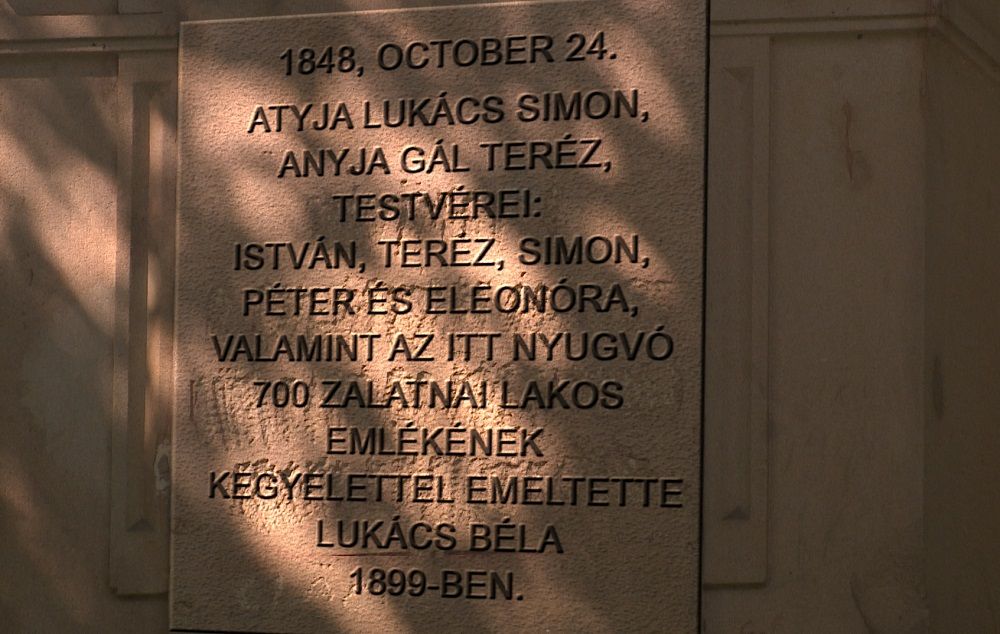 1848, OCTOBER 24.
ATYJA LUKÁCS SIMON,
ANYJA GÁL TERÉZ,
TESTVÉREI:
ISTVÁN, TERÉZ, SIMON,
PÉTER ÉS ELEONÓRA,
VALAMINT AZ ITT NYUGVÓ
700 ZALATNAI LAKOS
EMLÉKÉNEK
KEGYELETTEL EMELTETTE
LUKÁCS BÉLA
1899-BEN.